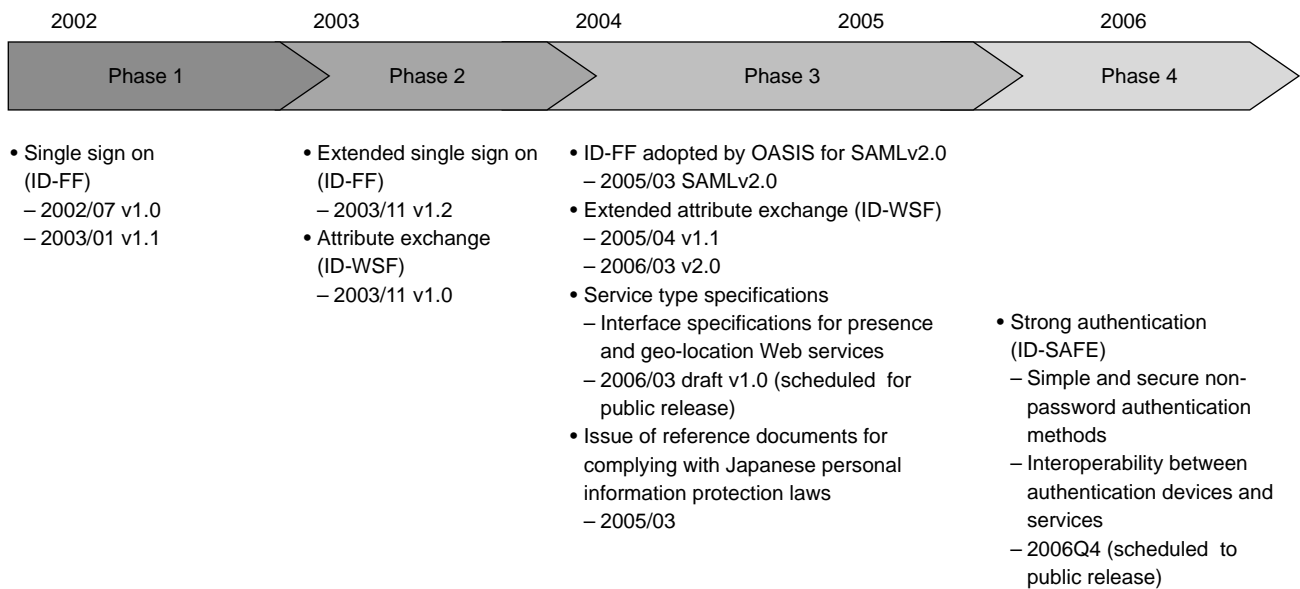 2002 2003 2004 2005 2006
Phase 1 Phase 2 Phase 3 Phase 4
• Single sign on
(ID-FF)
– 2002/07 v1.0
– 2003/01 v1.1
• Extended single sign on
(ID-FF)
– 2003/11 v1.2
• Attribute exchange
(ID-WSF)
– 2003/11 v1.0
• ID-FF adopted by OASIS for SAMLv2.0
– 2005/03 SAMLv2.0
• Extended attribute exchange (ID-WSF)
– 2005/04 v1.1
– 2006/03 v2.0
• Service type specifications
– Interface specifications for presence
and geo-location Web services
– 2006/03 draft v1.0 (scheduled for
public release)
• Issue of reference documents for
complying with Japanese personal
information protection laws
– 2005/03
• Strong authentication
(ID-SAFE)
– Simple and secure non-
password authentication
methods
– Interoperability between
authentication devices and
services
– 2006Q4 (scheduled to
public release)